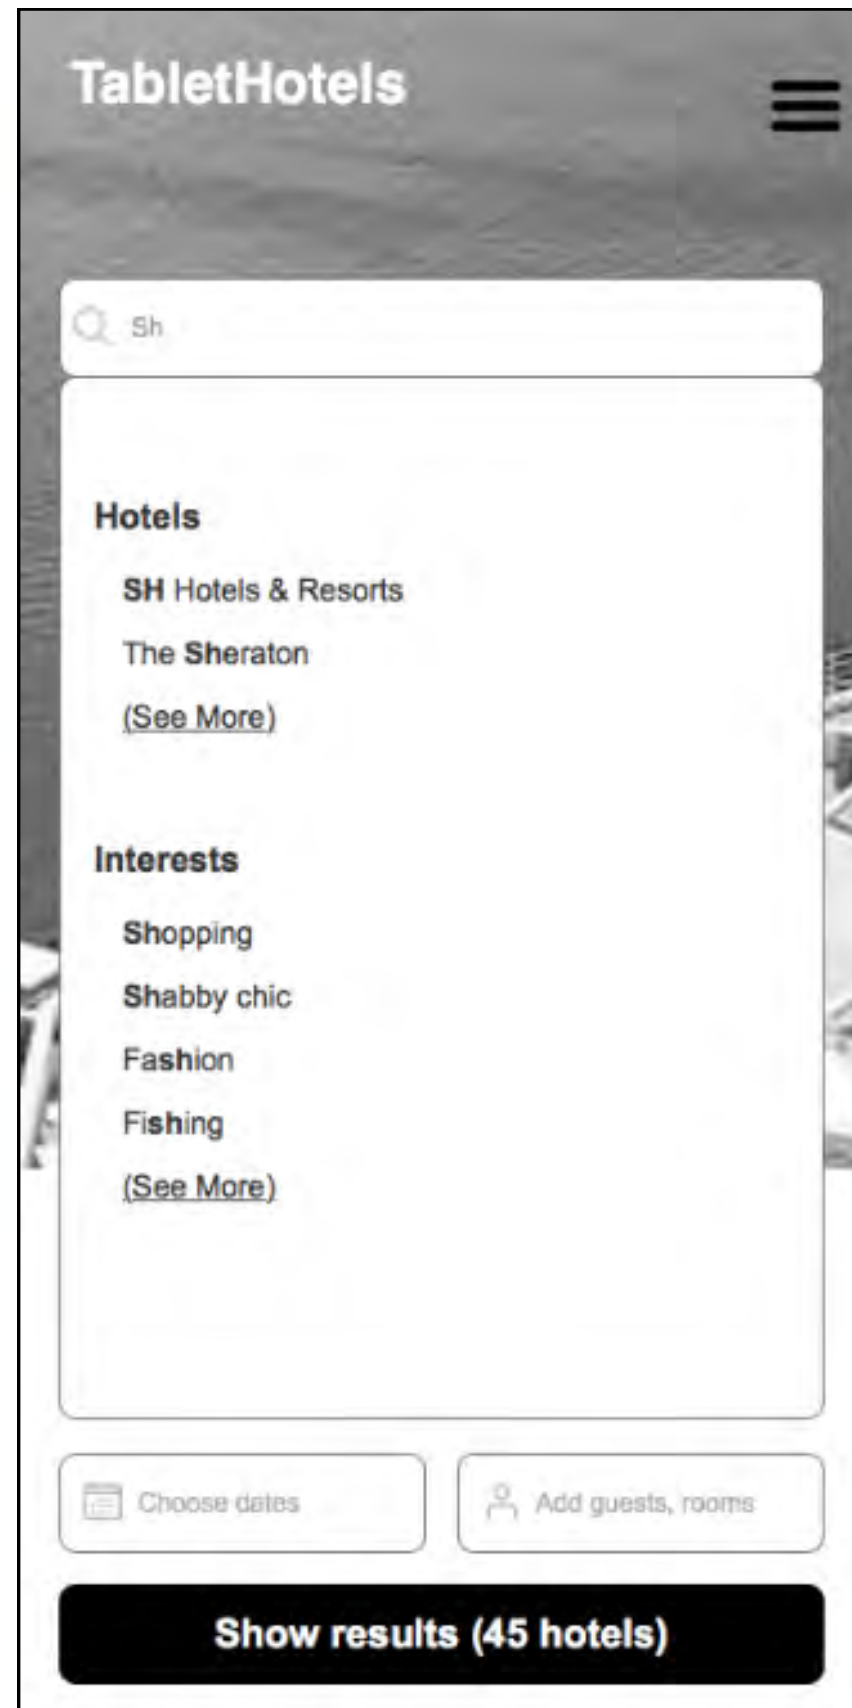 TabletHotels
Sh
Hotels
SH Hotels & Resorts
The Sheraton
(See More)
Interests
Shopping
Shabby chic
Fashion
Fishing
(See More)
Choose dates
Add guests, rooms
Show results (45 hotels)